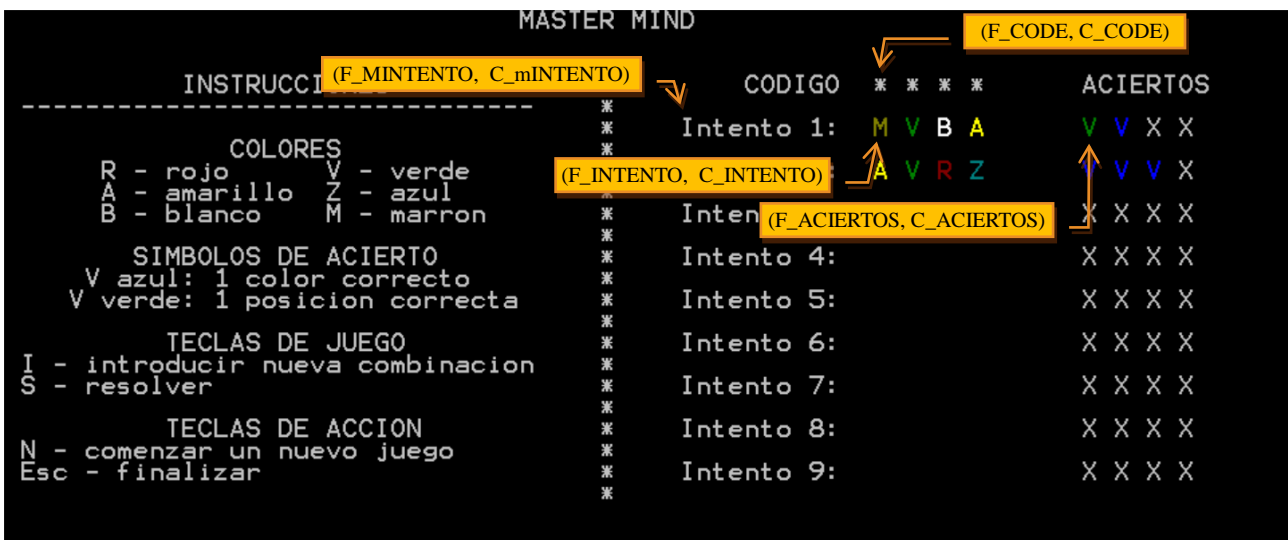 MASTER MIND
(F_CODE, C_CODE)
(F_MINTENTO, C_mINTENTO)
CODIGO * * * * ACIERTOS
---------------------------------
Intento 1: M V B A V V X X
COLORES
R - rojo V - verde
(F_INTENTO, C_INTENTO)
A V R Z V V X
A - amarillo Z - azul
B - blanco M - marron
(F_ACIERTOS, C_ACIERTOS)
X X X X
SIMBOLOS DE ACIERTO
Intento 4: X X X X
V azul: 1 color correcto
V verde: 1 posicion correcta
Intento 5: X X X X
TECLAS DE JUEGO
Intento 6: X X X X
I - introducir nueva combinacion
S - resolver
Intento 7: X X X X
TECLAS DE ACCION
Intento 8: X X X X
N - comenzar un nuevo juego
Esc - finalizar
Intento 9: X X X X